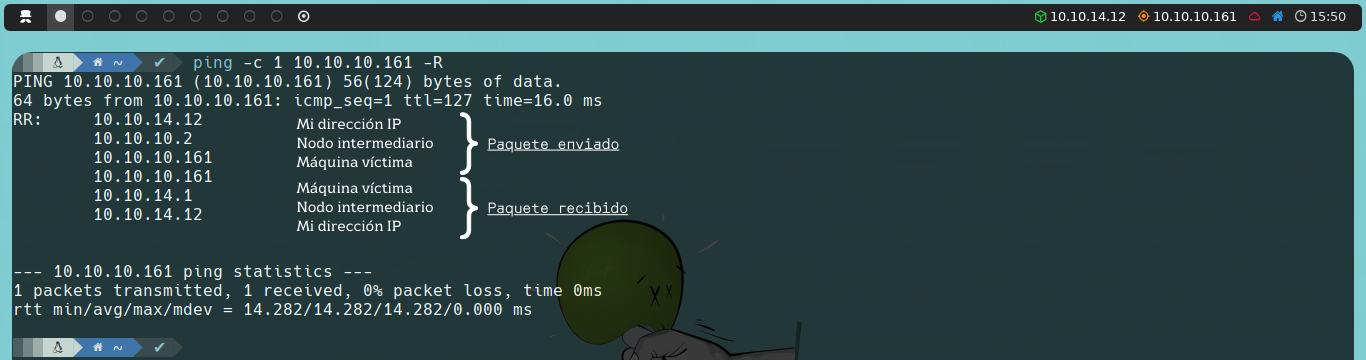 10.10.14.12 10.10.10.161 15:50
~ ✔ ping -c 1 10.10.10.161 -R
PING 10.10.10.161 (10.10.10.161) 56(124) bytes of data.
64 bytes from 10.10.10.161: icmp_seq=1 ttl=127 time=16.0 ms
RR: 10.10.14.12 Mi dirección IP
10.10.10.2 Nodo intermediario Paquete enviado
10.10.10.161 Máquina víctima
10.10.10.161 Máquina víctima
10.10.14.1 Nodo intermediario Paquete recibido
10.10.14.12 Mi dirección IP
--- 10.10.10.161 ping statistics ---
1 packets transmitted, 1 received, 0% packet loss, time 0ms
rtt min/avg/max/mdev = 14.282/14.282/14.282/0.000 ms
~ ✔